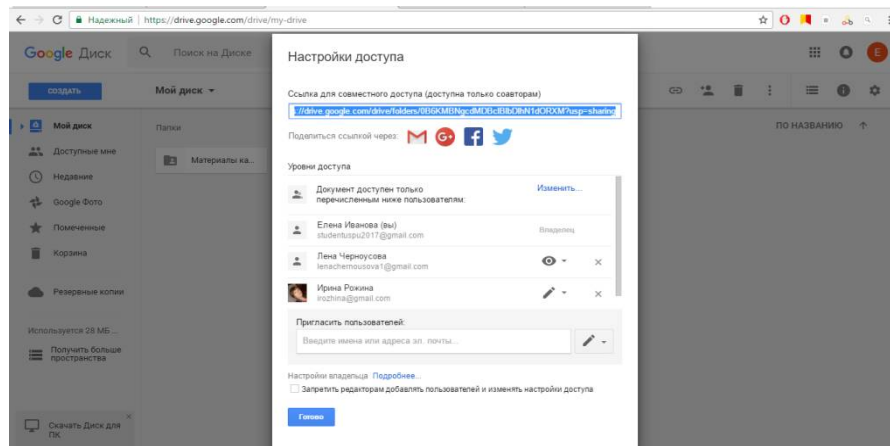 Надежный | https://drive.google.com/drive/my-drive
Google Диск
Поиск на Диске
E
СОЗДАТЬ
Мой диск
Мой диск
Доступные мне
Недавние
Google Фото
Помеченные
Корзина
Резервные копии
Используется 28 МБ ...
Получить больше
пространства
Скачать Диск для
ПК
Папки
ПО НАЗВАНИЮ
Материалы ка...
Настройки доступа
Ссылка для совместного доступа (доступна только соавторам)
Поделиться ссылкой через:
Уровни доступа
Документ доступен только
перечисленным ниже пользователям:
Изменить...
Елена Иванова (вы)
studentuspu2017@gmail.com
Владелец
Лена Черноусова
lenachernousova1@gmail.com
Ирина Рожина
irozhina@gmail.com
Пригласить пользователей:
Введите имена или адреса эл. почты...
Настройки владельца Подробнее...
Запретить редакторам добавлять пользователей и изменять настройки доступа
Готово